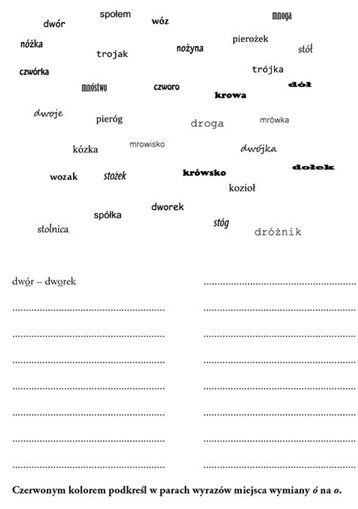 społem
mnoga
dwór
wóz
nóżka
nożyna
pierożek
stół
trojak
czwórka
trójka
mnóstwo
czworo
dół
krowa
dwoje
pieróg
droga
mrówka
kózka
mrowisko
dwójka
dołek
wozak
stożek
krówsko
kozioł
spółka
dworek
stolnica
stóg
dróżnik
dwór – dworek
Czerwonym kolorem podkreśl w parach wyrazów miejsca wymiany ó na o.